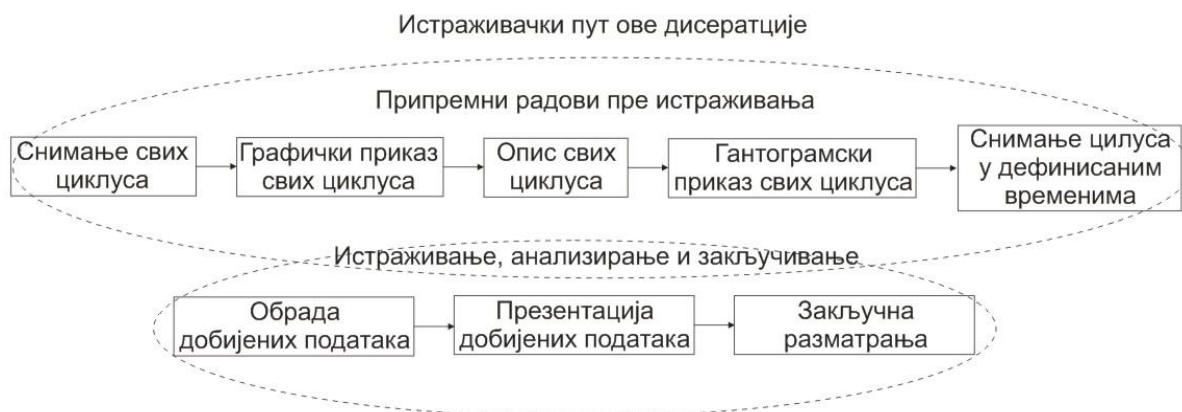 Истраживачки пут ове дисератције
Припремни радови пре истраживања
Снимање свих
циклуса
Графички приказ
свих циклуса
Опис свих
циклуса
Гантограмски
приказ свих циклуса
Снимање цилуса
у дефинисаним
временима
Истраживање, анализирање и закључивање
Обрада
добијених података
Презентација
добијених података
Закључна
разматрања